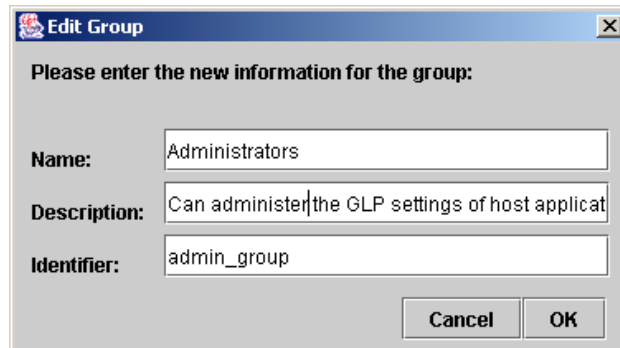 Edit Group
Please enter the new information for the group:
Name: Administrators
Description: Can administer the GLP settings of host applicat
Identifier: admin_group
Cancel OK